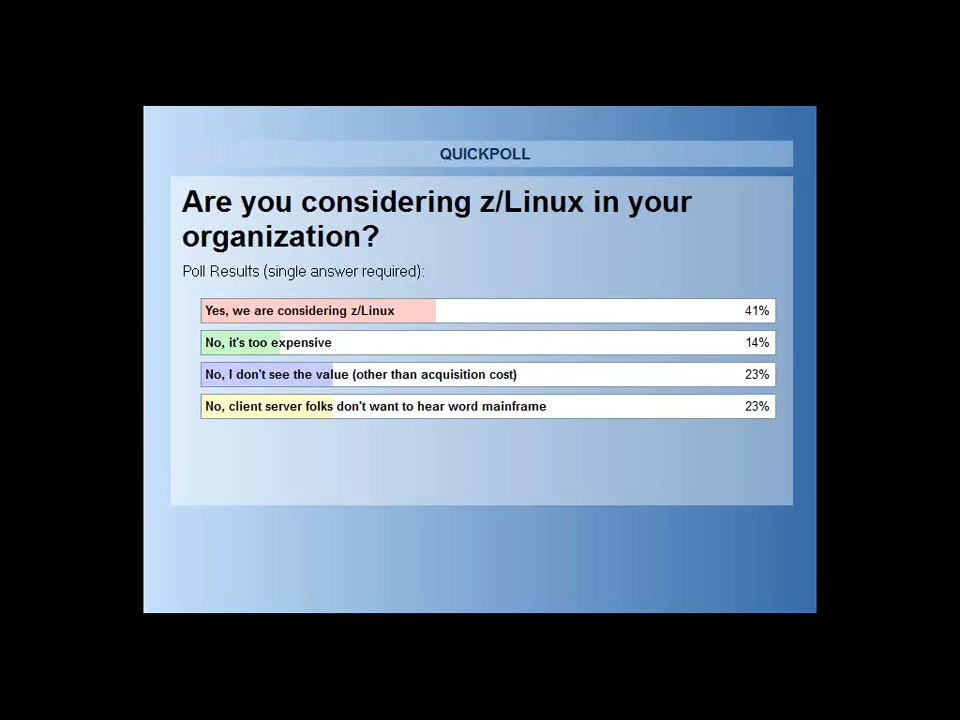 QUICKPOLL
Are you considering z/Linux in your
organization?
Poll Results (single answer required):
Yes, we are considering z/Linux 41%
No, it's too expensive 14%
No, I don't see the value (other than acquisition cost) 23%
No, client server folks don't want to hear word mainframe 23%